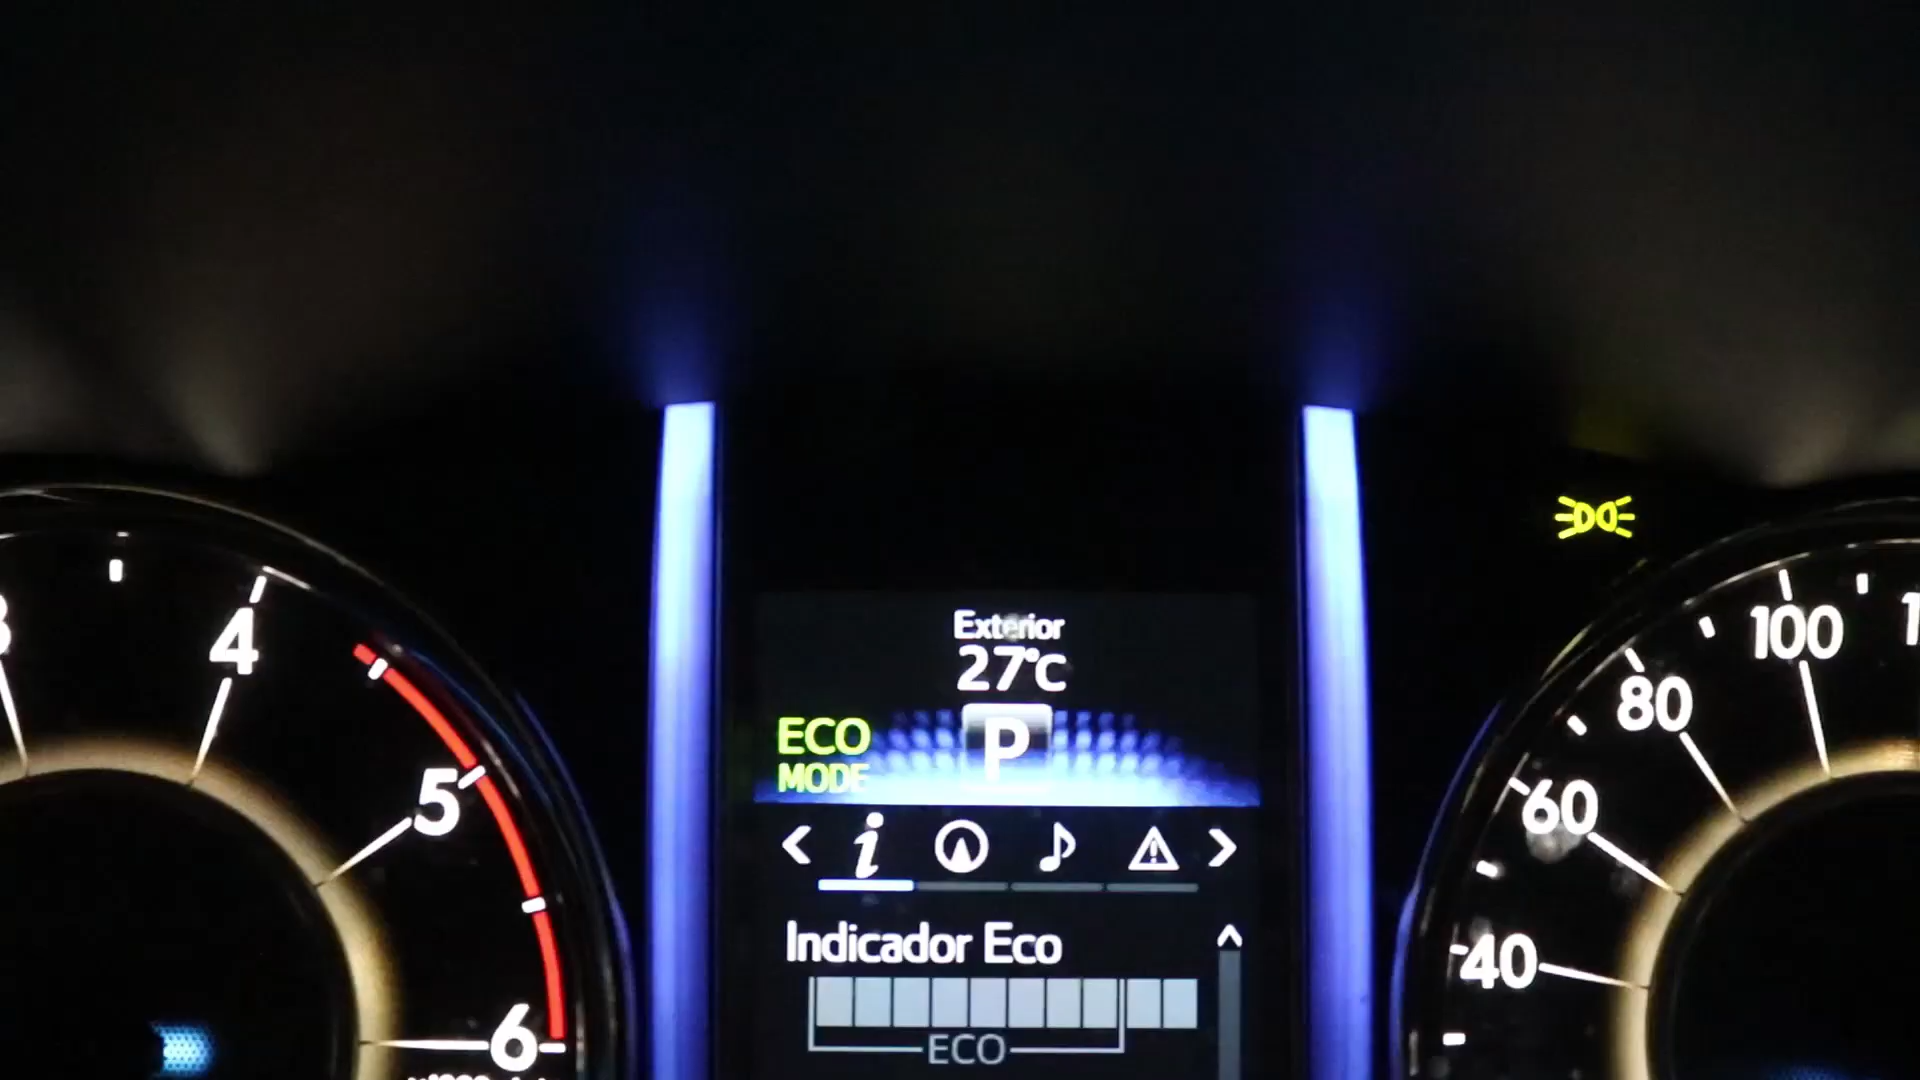 Exterior
27°C
ECO
MODE
P
Indicador Eco
ECO
4
5
6
40
60
80
100